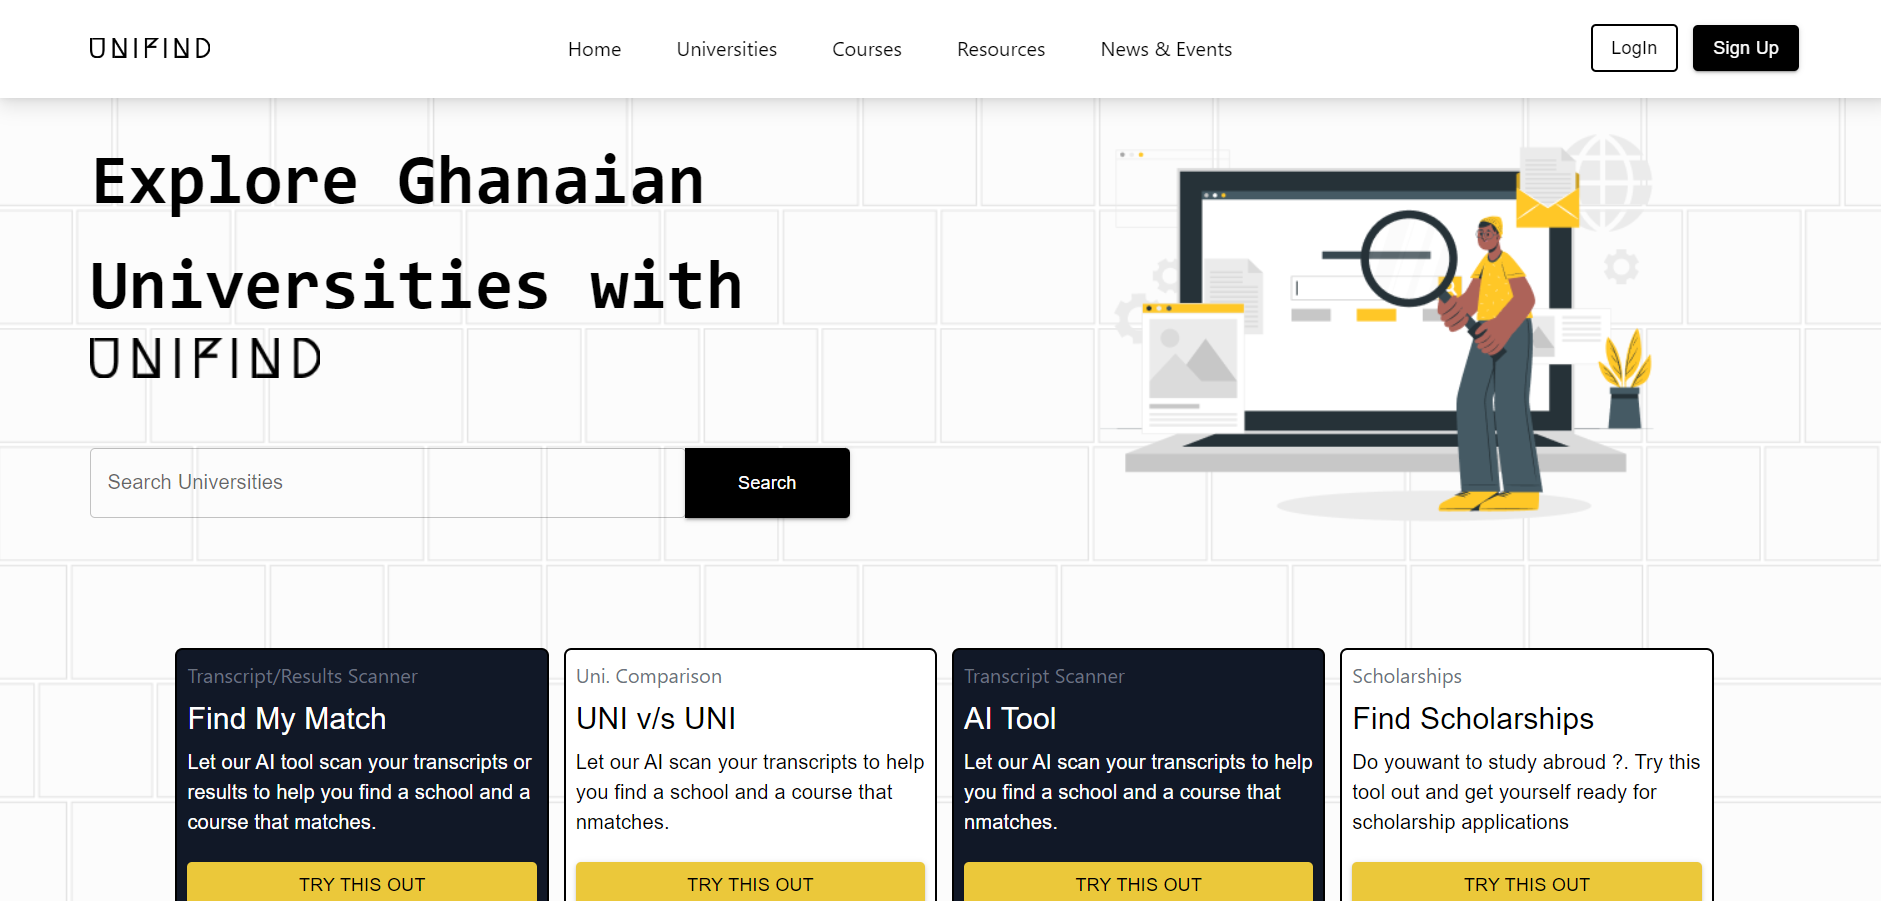 UNIFIND
Home
Universities
Courses
Resources
News & Events
LogIn
Sign Up
Explore Ghanaian
Universities with
UNIFIND
Search Universities
Search
Transcript/Results Scanner
Find My Match
Let our AI tool scan your transcripts or
results to help you find a school and a
course that matches.
TRY THIS OUT
Uni. Comparison
UNI v/s UNI
Let our AI scan your transcripts to help
you find a school and a course that
nmatches.
TRY THIS OUT
Transcript Scanner
AI Tool
Let our AI scan your transcripts to help
you find a school and a course that
nmatches.
TRY THIS OUT
Scholarships
Find Scholarships
Do youwant to study abroud ?. Try this
tool out and get yourself ready for
scholarship applications
TRY THIS OUT